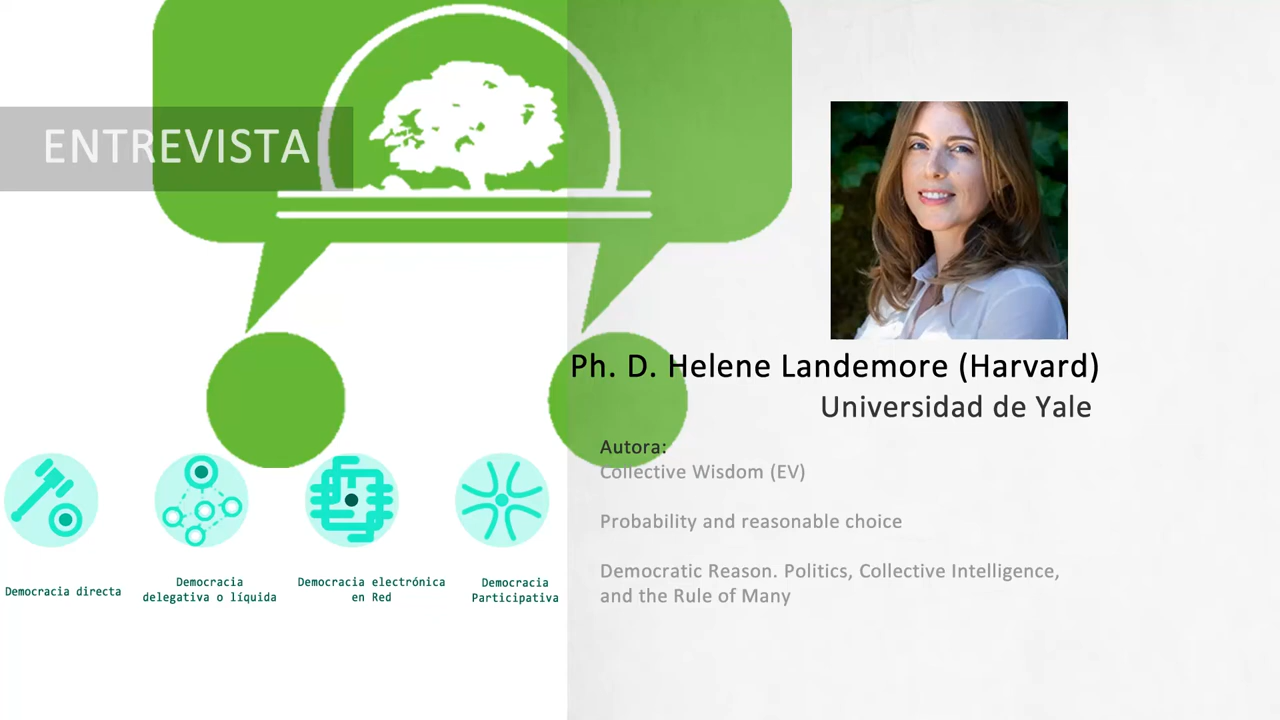 ENTREVISTA
Ph. D. Helene Landemore (Harvard)
Universidad de Yale
Autora:
Collective Wisdom (EV)
Probability and reasonable choice
Democratic Reason. Politics, Collective Intelligence,
and the Rule of Many
Democracia directa
Democracia
delegativa o líquida
Democracia electrónica
en Red
Democracia
Participativa